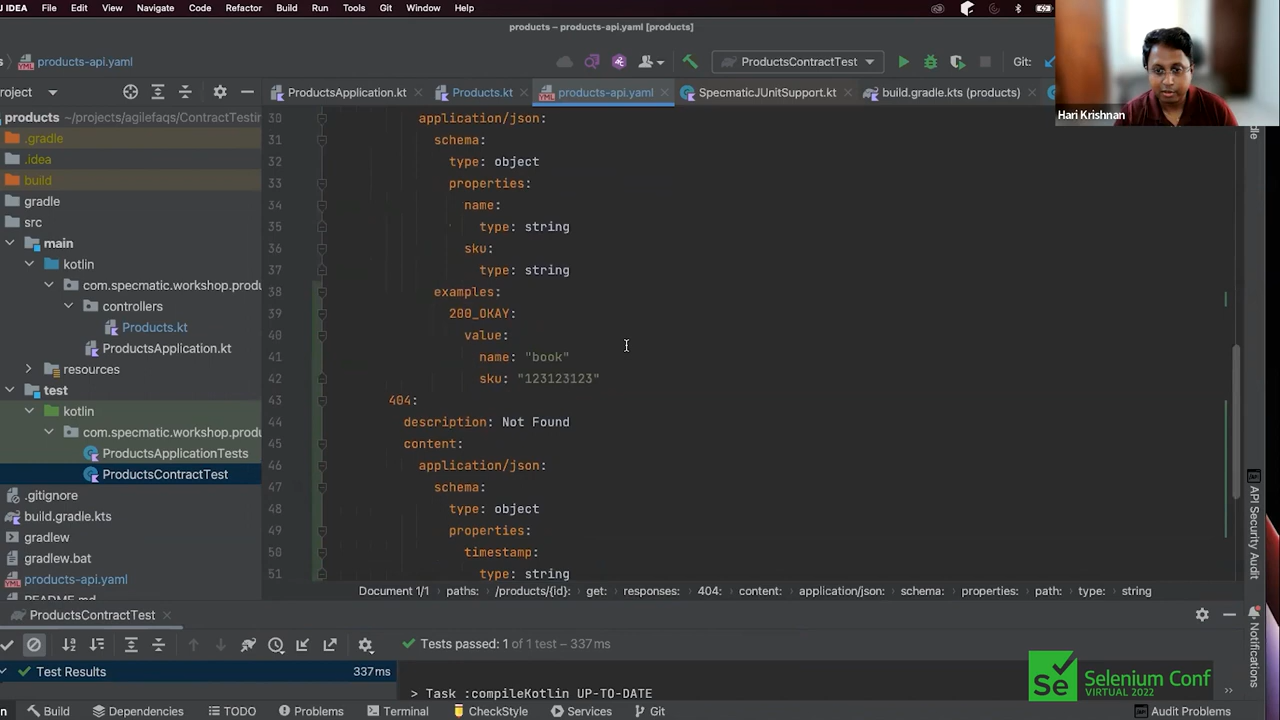 IDEA File Edit View Navigate Code Refactor Build Run Tools Git Window Help
products – products-api.yaml [products]
products-api.yaml ProductsContractTest Git:
Project ProductsApplication.kt Products.kt products-api.yaml SpecmaticJUnitSupport.kt build.gradle.kts (products)
Hari Krishnan
products ~/projects/agilefaqs/ContractTestin
.gradle
.idea
build
gradle
src
main
kotlin
com.specmatic.workshop.produ
controllers
Products.kt
ProductsApplication.kt
resources
test
kotlin
com.specmatic.workshop.produ
ProductsApplicationTests
ProductsContractTest
.gitignore
build.gradle.kts
gradlew
gradlew.bat
products-api.yaml
README.md
30 application/json:
31 schema:
32 type: object
33 properties:
34 name:
35 type: string
36 sku:
37 type: string
38 examples:
39 200_OKAY:
40 value:
41 name: "book"
42 sku: "123123123"
43 404:
44 description: Not Found
45 content:
46 application/json:
47 schema:
48 type: object
49 properties:
50 timestamp:
51 type: string
Document 1/1 paths: /products/{id}: get: responses: 404: content: application/json: schema: properties: path: type: string
API Security Audit
Notifications
ProductsContractTest
Tests passed: 1 of 1 test – 337 ms
Test Results 337 ms
> Task :compileKotlin UP-TO-DATE
Se Selenium Conf
VIRTUAL 2022
Build Dependencies TODO Problems Terminal CheckStyle Services Git Audit Problems